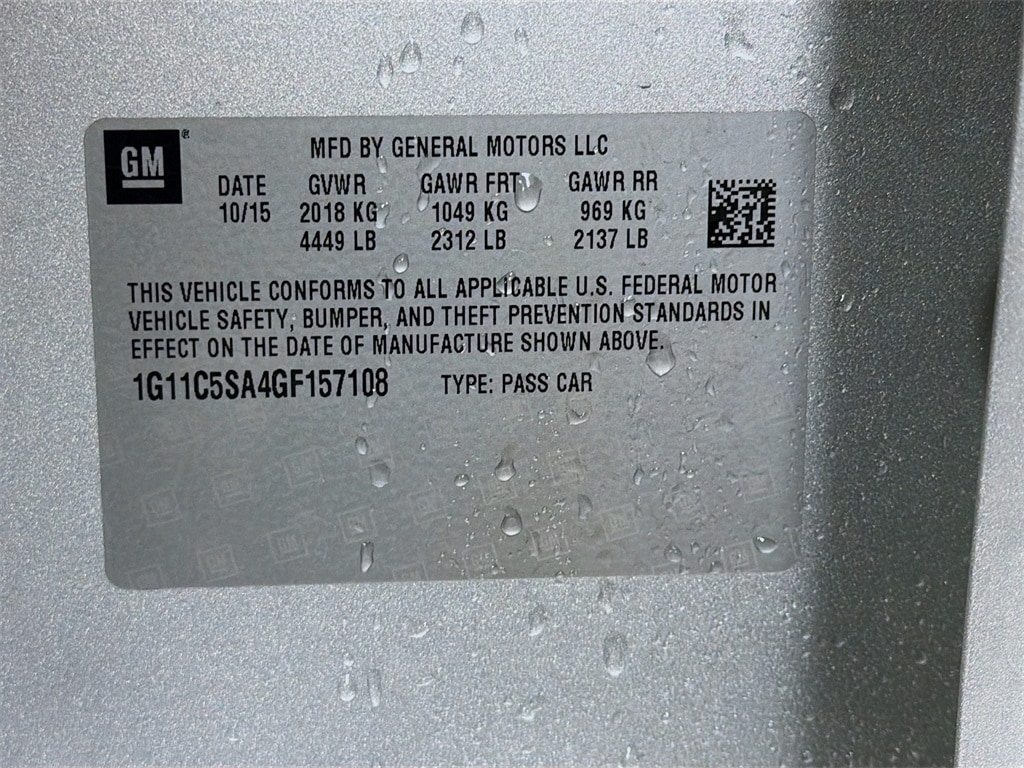 GM®
MFD BY GENERAL MOTORS LLC
DATE GVWR GAWR FRT GAWR RR
10/15 2018 KG 1049 KG 969 KG
4449 LB 2312 LB 2137 LB
THIS VEHICLE CONFORMS TO ALL APPLICABLE U.S. FEDERAL MOTOR
VEHICLE SAFETY, BUMPER, AND THEFT PREVENTION STANDARDS IN
EFFECT ON THE DATE OF MANUFACTURE SHOWN ABOVE.
1G11C5SA4GF157108 TYPE: PASS CAR